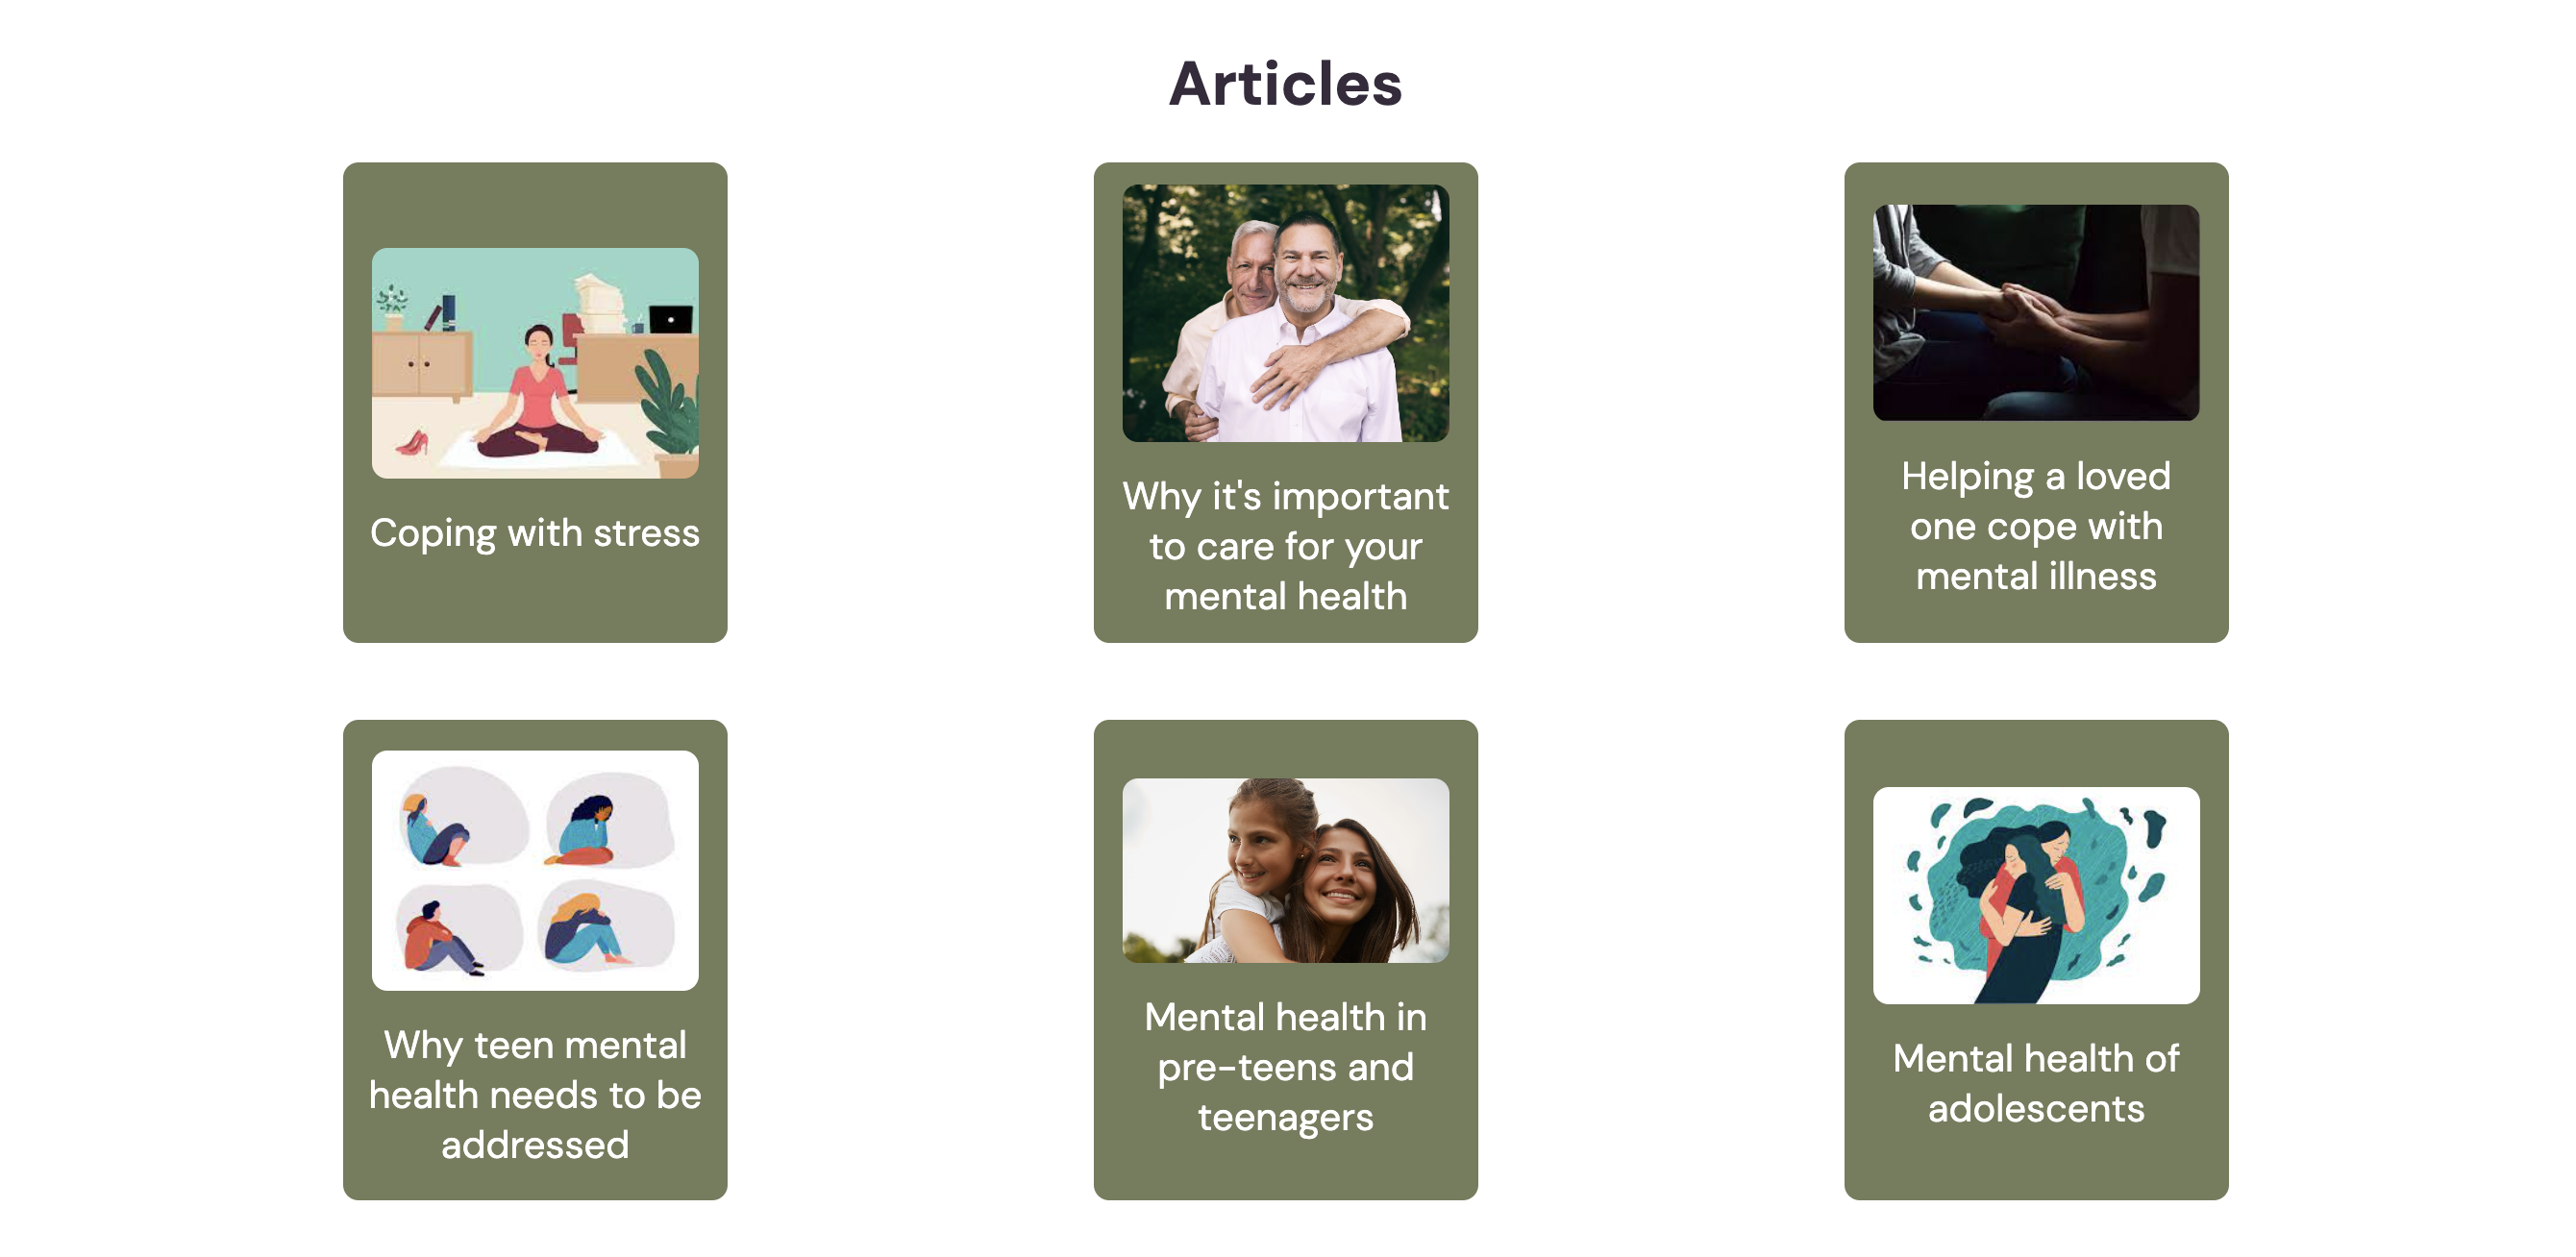 Articles
Coping with stress
Why it's important
to care for your
mental health
Helping a loved
one cope with
mental illness
Why teen mental
health needs to be
addressed
Mental health in
pre-teens and
teenagers
Mental health of
adolescents